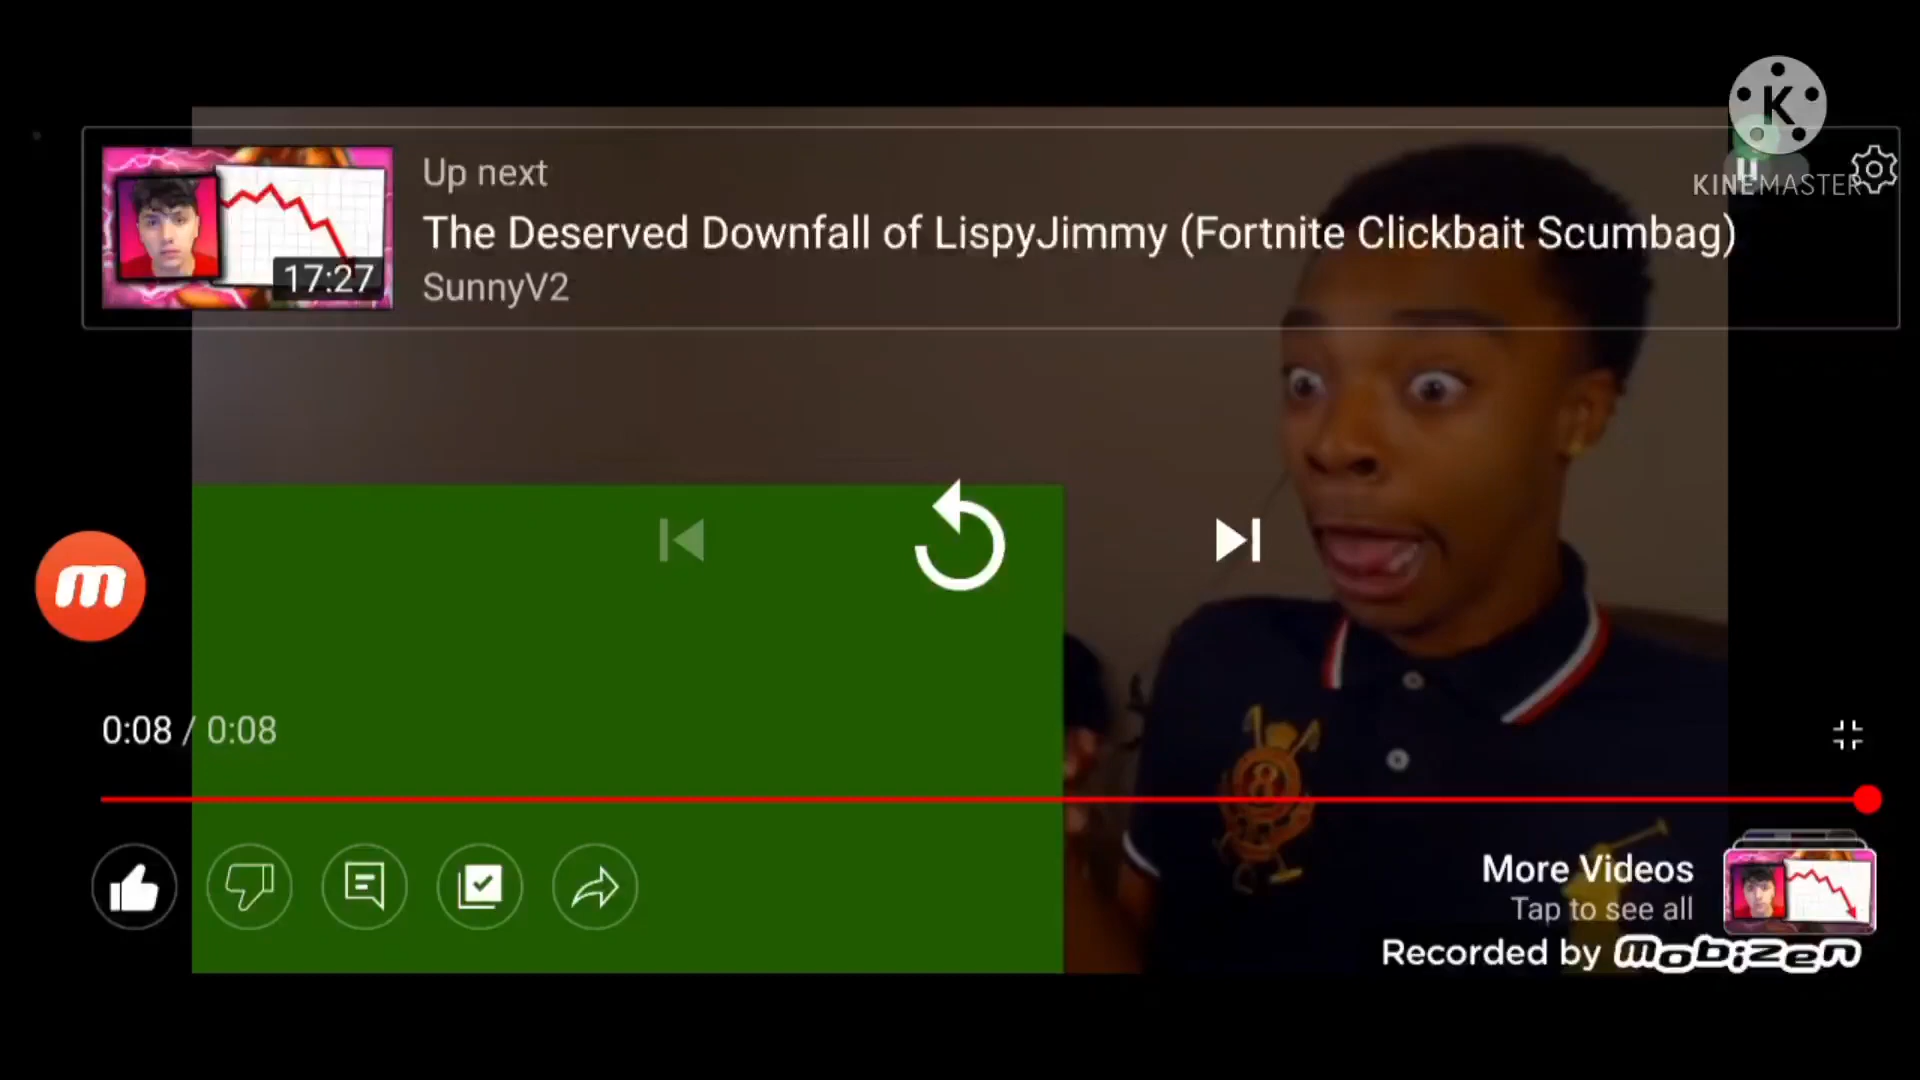 K
KINEMASTER
Up next
The Deserved Downfall of LispyJimmy (Fortnite Clickbait Scumbag)
SunnyV2
17:27
m
8
0:08 / 0:08
More Videos
Tap to see all
Recorded by mobizen